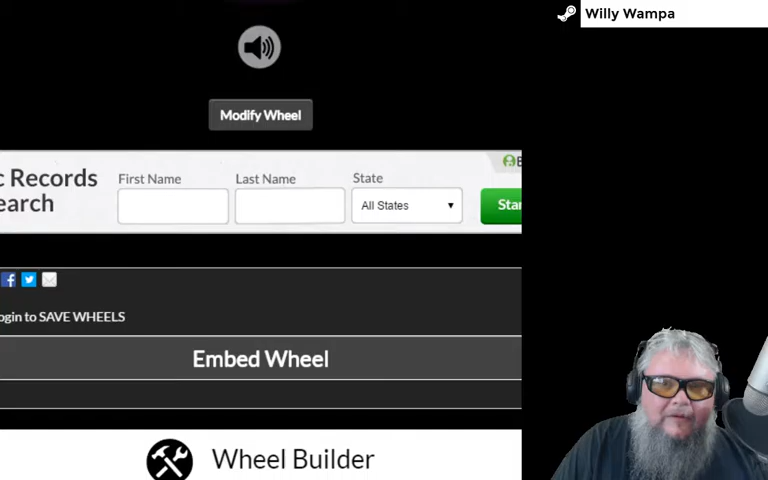 Willy Wampa
Modify Wheel
c Records
earch
First Name
Last Name
State
All States
Star
ogin to SAVE WHEELS
Embed Wheel
Wheel Builder